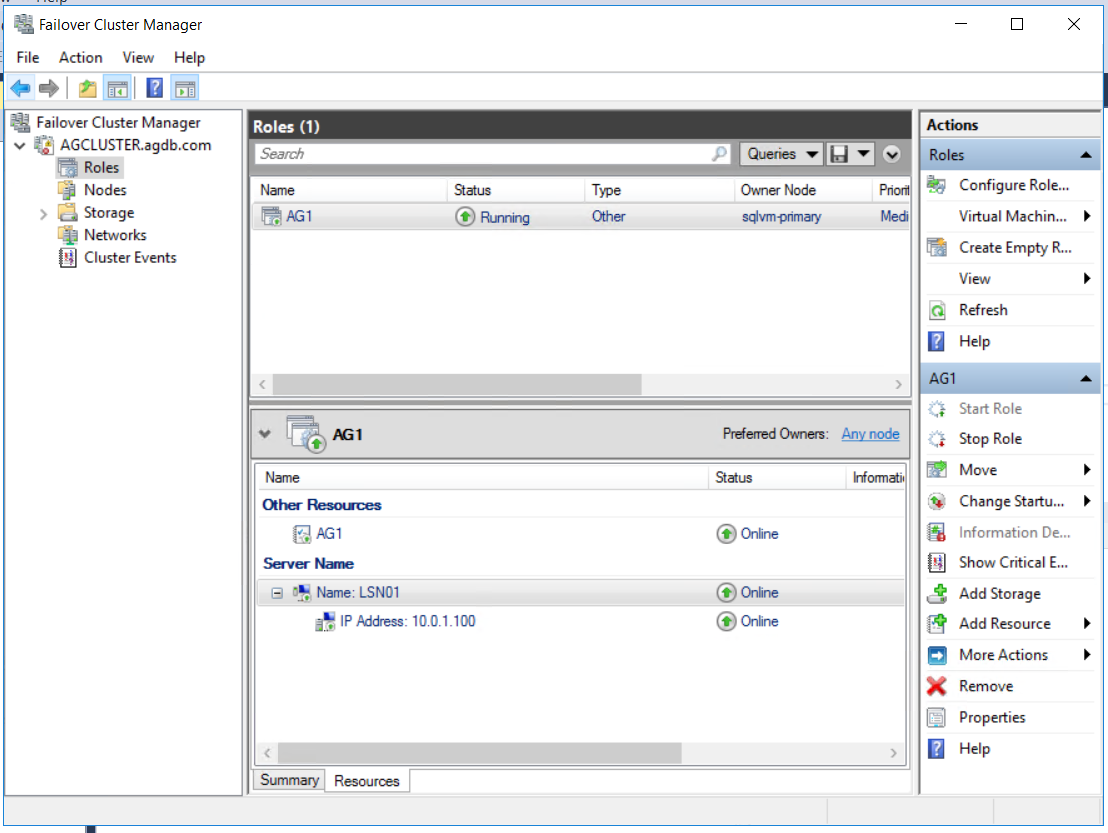 Help
Failover Cluster Manager
File Action View Help
Failover Cluster Manager
AGCLUSTER.agdb.com
Roles
Nodes
Storage
Networks
Cluster Events
Roles (1)
Search
Queries
Name Status Type Owner Node Priorit
AG1 Running Other sqlvm-primary Medi
AG1 Preferred Owners: Any node
Name Status Informati
Other Resources
AG1 Online
Server Name
Name: LSN01 Online
IP Address: 10.0.1.100 Online
Summary Resources
Actions
Roles
Configure Role...
Virtual Machin...
Create Empty R...
View
Refresh
Help
AG1
Start Role
Stop Role
Move
Change Startu...
Information De...
Show Critical E...
Add Storage
Add Resource
More Actions
Remove
Properties
Help